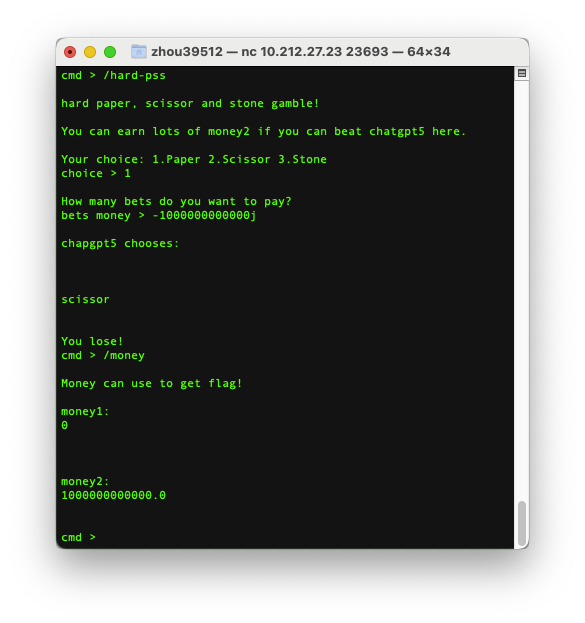 zhou39512 — nc 10.212.27.23 23693 — 64×34
cmd > /hard-pss
hard paper, scissor and stone gamble!
You can earn lots of money2 if you can beat chatgpt5 here.
Your choice: 1.Paper 2.Scissor 3.Stone
choice > 1
How many bets do you want to pay?
bets money > -1000000000000j
chapgpt5 chooses:
scissor
You lose!
cmd > /money
Money can use to get flag!
money1:
0
money2:
1000000000000.0
cmd >